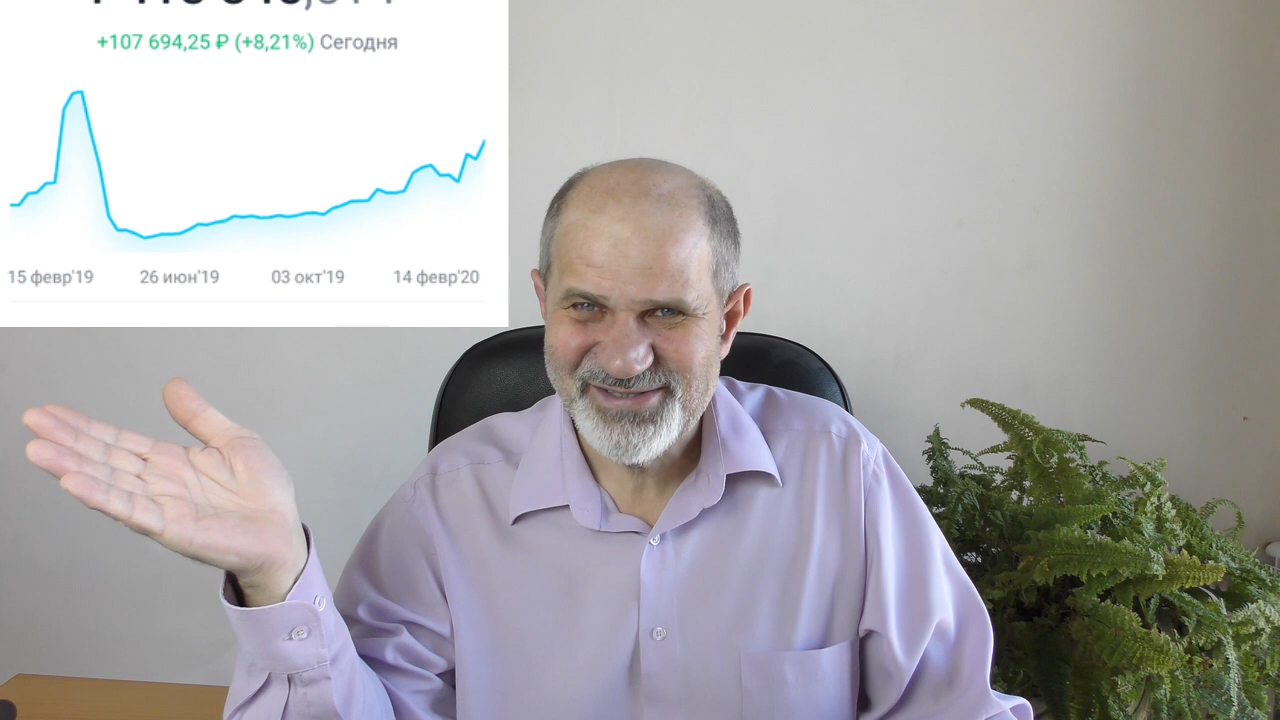 +107 694,25 ₽ (+8,21%) Сегодня
15 февр'19 26 июн'19 03 окт'19 14 февр'20